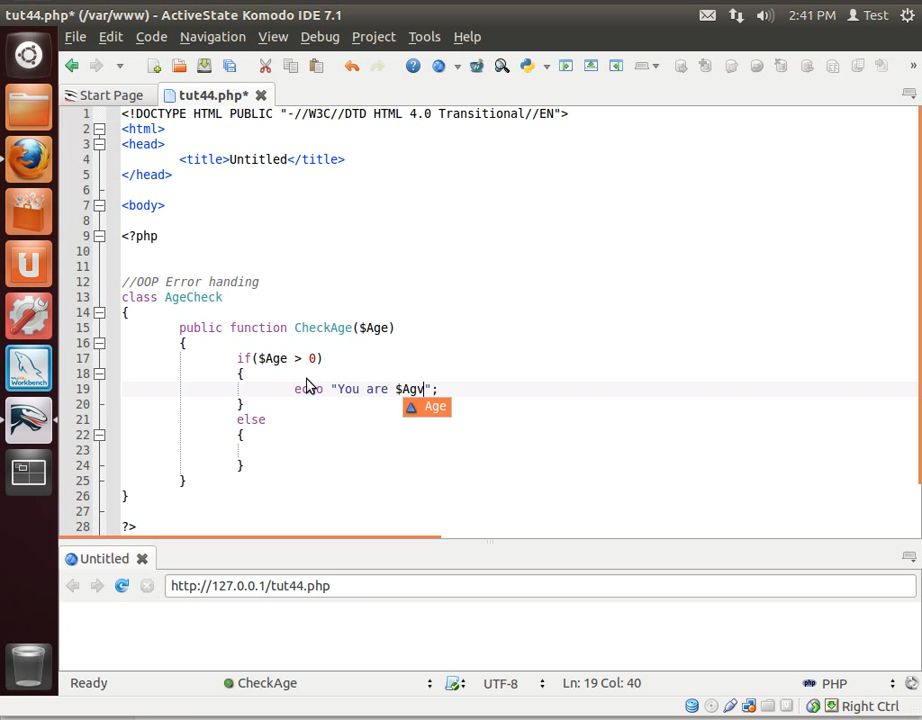 tut44.php* (/var/www) - ActiveState Komodo IDE 7.1
2:41 PM
Test
File Edit Code Navigation View Debug Project Tools Help
Start Page
tut44.php*
1 <!DOCTYPE HTML PUBLIC "-//W3C//DTD HTML 4.0 Transitional//EN">
2 <html>
3 <head>
4 <title>Untitled</title>
5 </head>
6
7 <body>
8
9 <?php
10
11
12 //OOP Error handing
13 class AgeCheck
14 {
15 public function CheckAge($Age)
16 {
17 if($Age > 0)
18 {
19 echo "You are $Agv";
Age
20 }
21 else
22 {
23
24 }
25 }
26 }
27
28 ?>
Untitled
http://127.0.0.1/tut44.php
Ready
CheckAge
UTF-8
Ln: 19 Col: 40
php PHP
Right Ctrl
U
Workbench